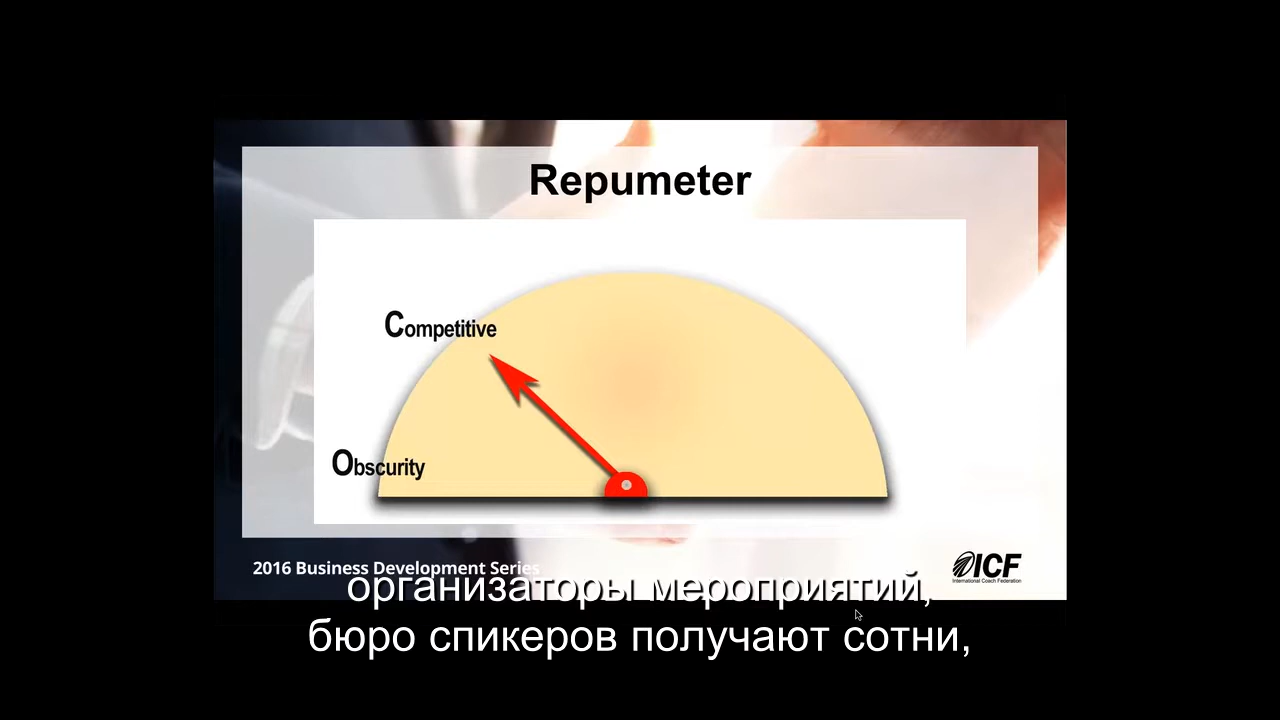 Repumeter
Competitive
Obscurity
2016 Business Development Series
ICF
International Coach Federation
организаторы мероприятий,
бюро спикеров получают сотни,